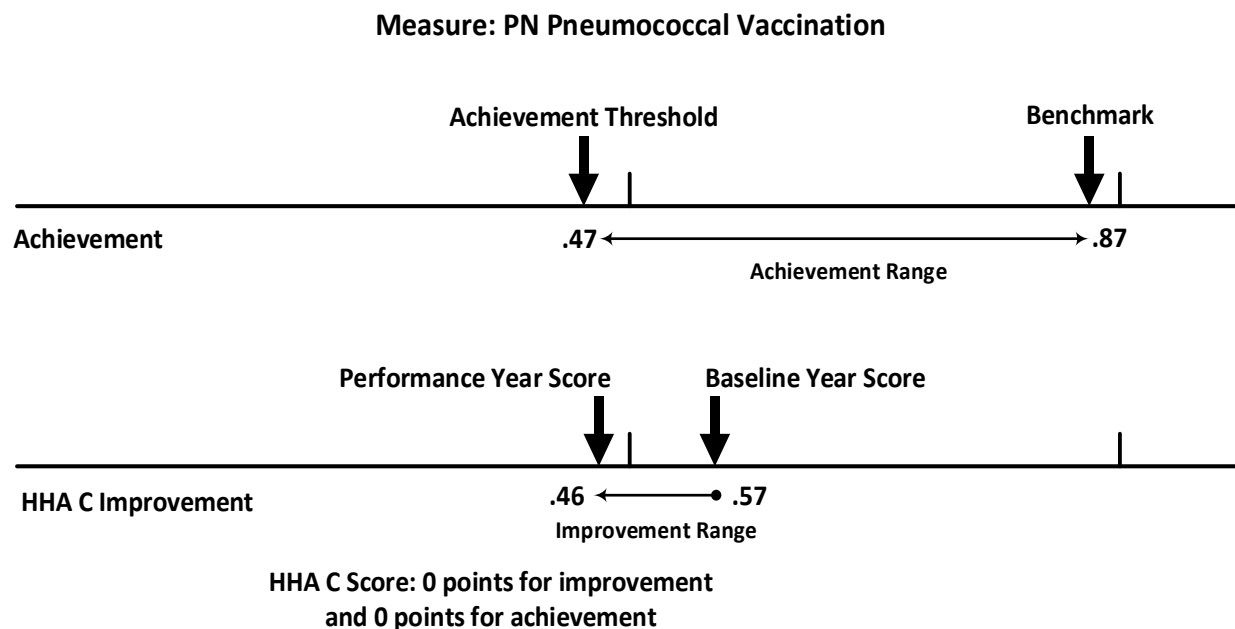 Measure: PN Pneumococcal Vaccination
Achievement Threshold
Benchmark
Achievement
.47
.87
Achievement Range
Performance Year Score
Baseline Year Score
HHA C Improvement
.46
.57
Improvement Range
HHA C Score: 0 points for improvement
and 0 points for achievement